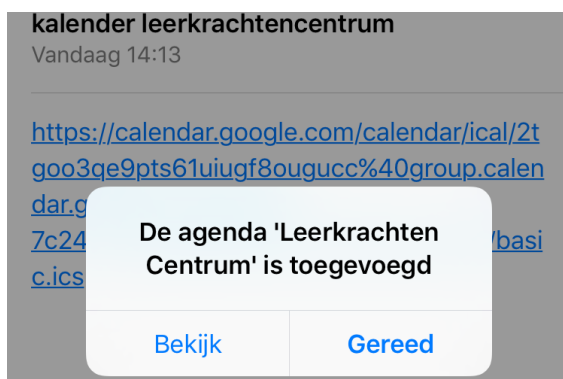 kalender leerkrachtencentrum
Vandaag 14:13
https://calendar.google.com/calendar/ical/2t
goo3qe9pts61uiugf8ougucc%40group.calen
dar.g
7c24 /basi
c.ics
De agenda 'Leerkrachten
Centrum' is toegevoegd
Bekijk Gereed